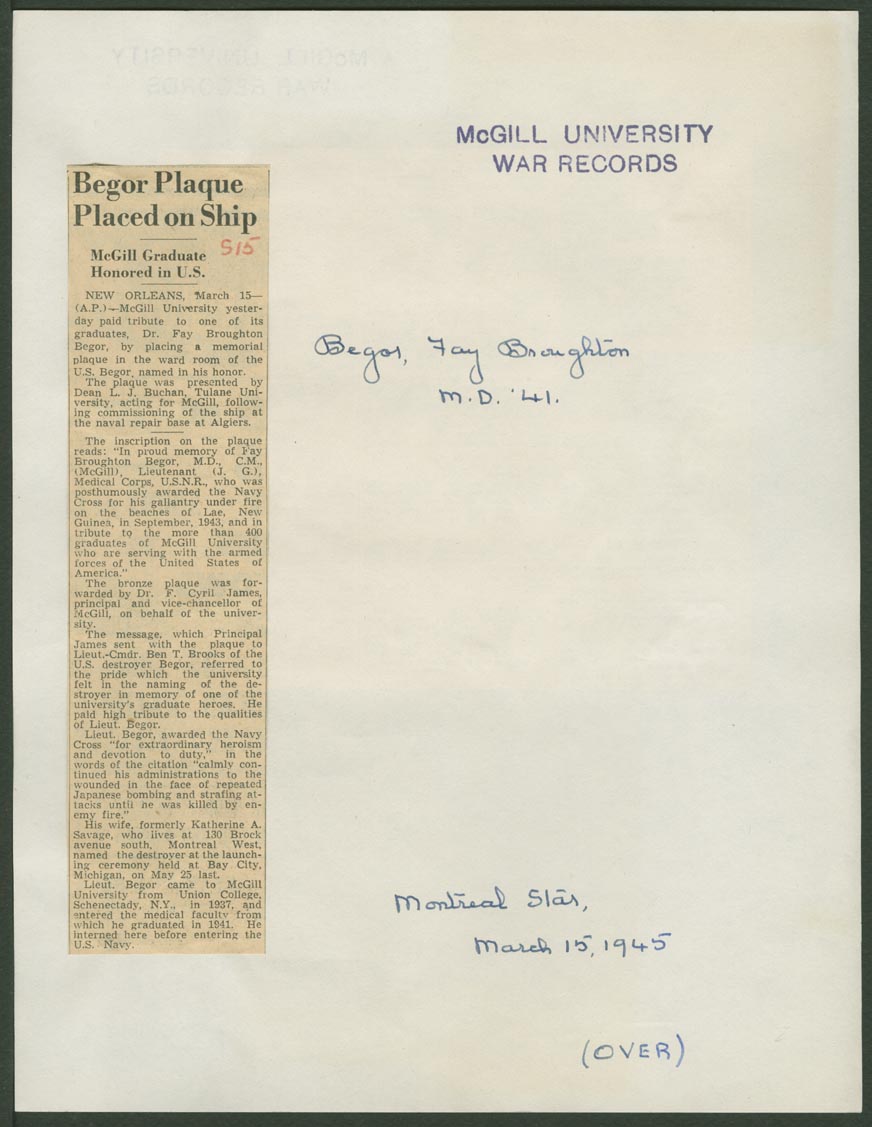 McGILL UNIVERSITY
WAR RECORDS
Begor Plaque
Placed on Ship
S15
McGill Graduate
Honored in U.S.
NEW ORLEANS, March 15—
(A.P.)—McGill University yester-
day paid tribute to one of its
graduates, Dr. Fay Broughton
Begor, by placing a memorial
plaque in the ward room of the
U.S. Begor, named in his honor.
The plaque was presented by
Dean L. J. Buchan, Tulane Uni-
versity, acting for McGill, follow-
ing commissioning of the ship at
the naval repair base at Algiers.
The inscription on the plaque
reads: "In proud memory of Fay
Broughton Begor, M.D., C.M.,
(McGill), Lieutenant (J. G.),
Medical Corps, U.S.N.R., who was
posthumously awarded the Navy
Cross for his gallantry under fire
on the beaches of Lae, New
Guinea, in September, 1943, and in
tribute to the more than 400
graduates of McGill University
who are serving with the armed
forces of the United States of
America."
The bronze plaque was for-
warded by Dr. F. Cyril James,
principal and vice-chancellor of
McGill, on behalf of the univer-
sity.
The message, which Principal
James sent with the plaque to
Lieut.-Cmdr. Ben T. Brooks of the
U.S. destroyer Begor, referred to
the pride which the university
felt in the naming of the de-
stroyer in memory of one of the
university's graduate heroes. He
paid high tribute to the qualities
of Lieut. Begor.
Lieut. Begor, awarded the Navy
Cross "for extraordinary heroism
and devotion to duty," in the
words of the citation "calmly con-
tinued his administrations to the
wounded in the face of repeated
Japanese bombing and strafing at-
tacks until he was killed by en-
emy fire."
His wife, formerly Katherine A.
Savage, who lives at 130 Brock
avenue south, Montreal West,
named the destroyer at the launch-
ing ceremony held at Bay City,
Michigan, on May 25 last.
Lieut. Begor came to McGill
University from Union College,
Schenectady, N.Y., in 1937, and
entered the medical faculty from
which he graduated in 1941. He
interned here before entering the
U.S. Navy.
Begor, Fay Broughton
M.D. '41.
Montreal Star,
March 15, 1945
(OVER)